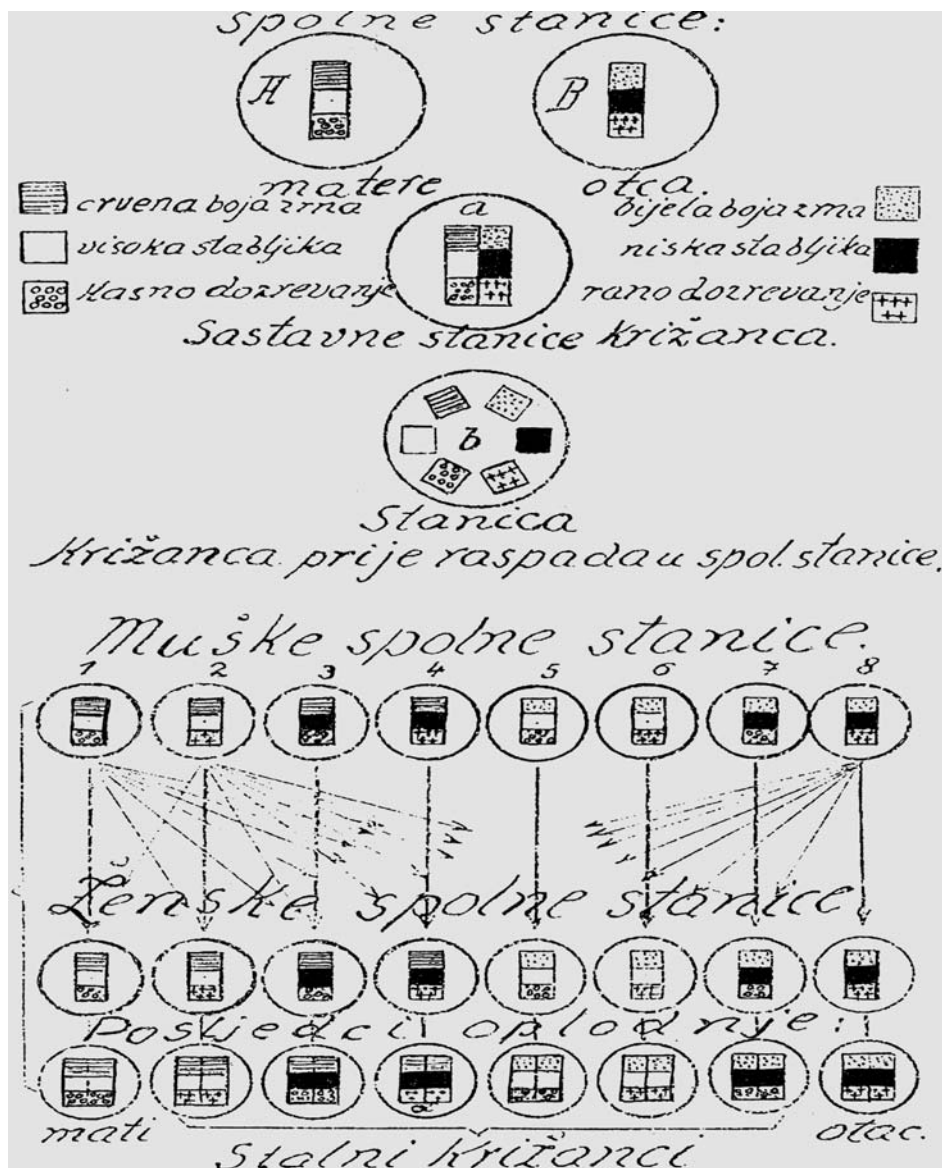 Spolne stanice:
A
B
matere
otca.
crvena boja zrna
a
bijela boja zrna
visoka stabljika
niska stabljika
kasno dozrevanje
rano dozrevanje
Sastavne stanice Križanca.
b
Stanica
Križanca prije raspada u spol. stanice.
Muške spolne stanice.
1 2 3 4 5 6 7 8
Ženske spolne stanice
Posljedci oplodnje:
mati
otac.
Stalni Križanci